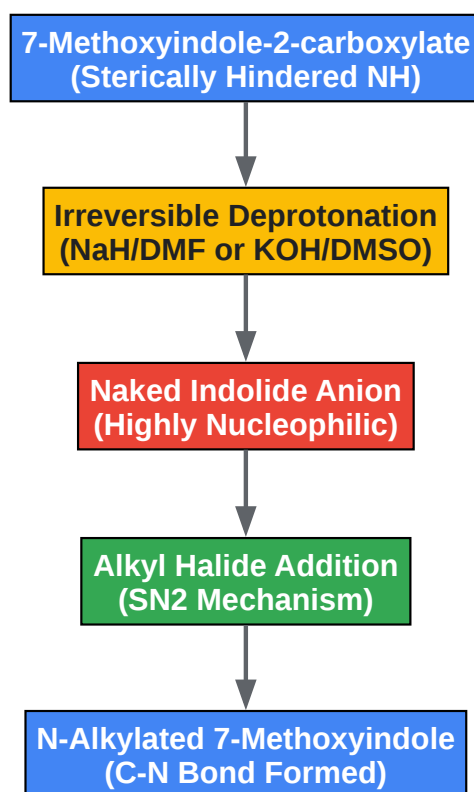 7-Methoxyindole-2-carboxylate
(Sterically Hindered NH)
Irreversible Deprotonation
(NaH/DMF or KOH/DMSO)
Naked Indolide Anion
(Highly Nucleophilic)
Alkyl Halide Addition
(SN2 Mechanism)
N-Alkylated 7-Methoxyindole
(C-N Bond Formed)